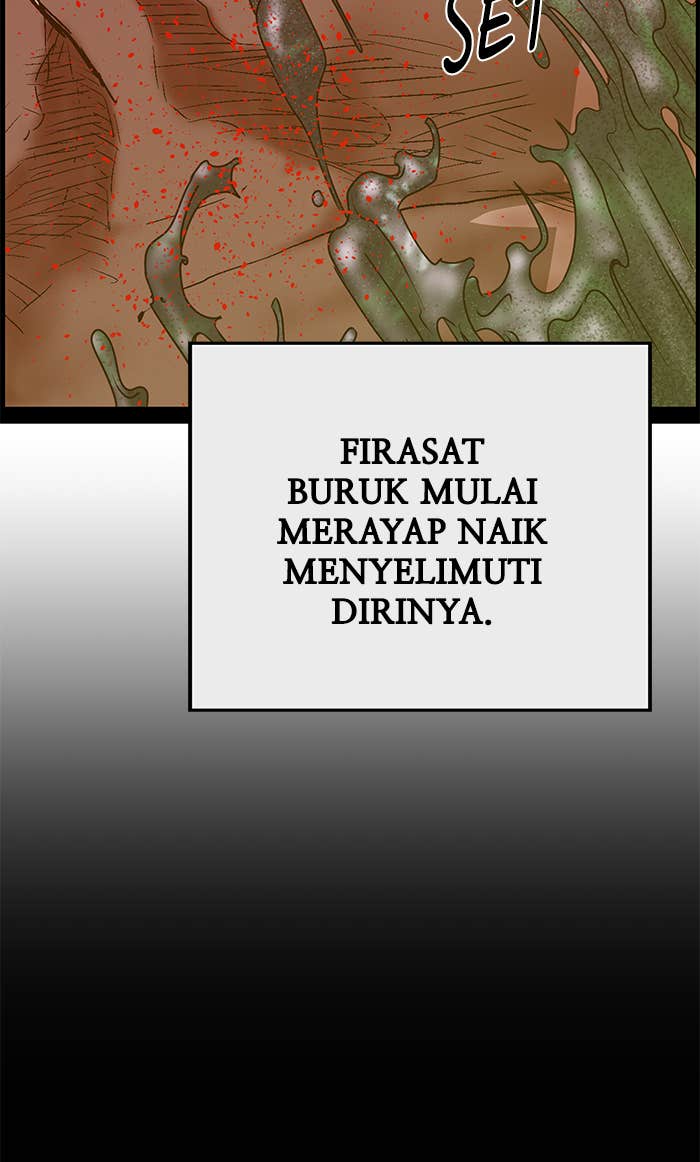 SET
FIRASAT
BURUK MULAI
MERAYAP NAIK
MENYELIMUTI
DIRINYA.